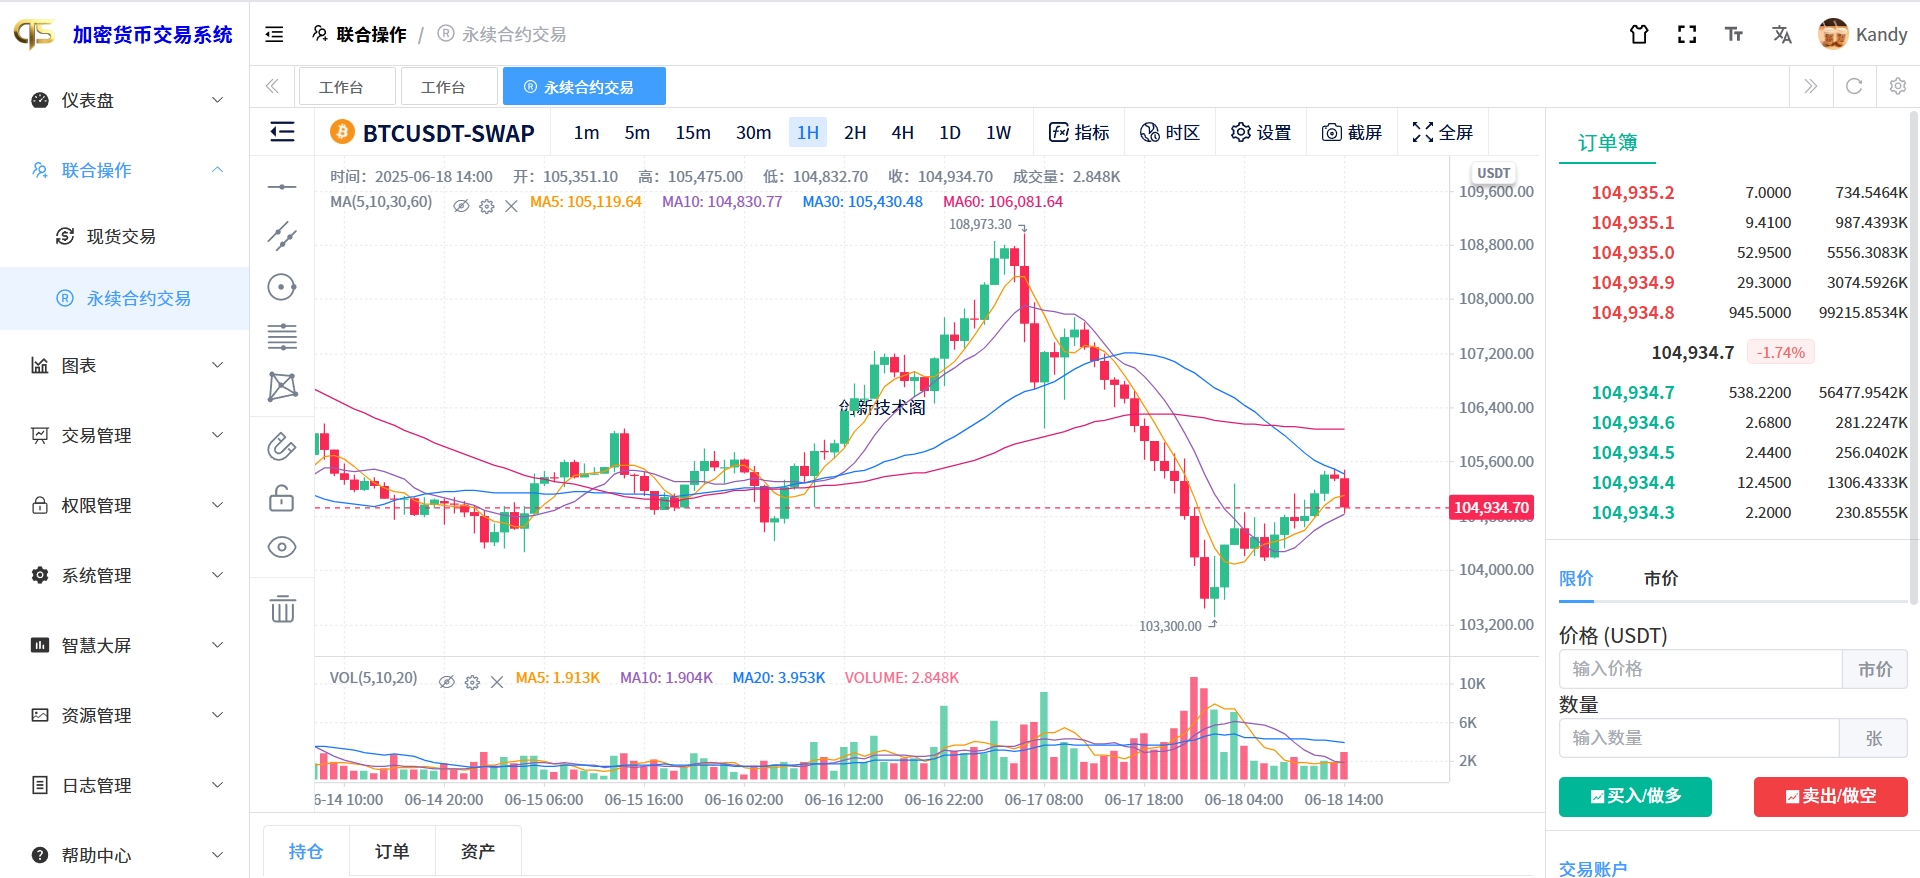 加密货币交易系统
联合操作 / 永续合约交易
Kandy
工作台 工作台 永续合约交易
仪表盘
联合操作
现货交易
永续合约交易
图表
交易管理
权限管理
系统管理
智慧大屏
资源管理
日志管理
帮助中心
BTCUSDT-SWAP 1m 5m 15m 30m 1H 2H 4H 1D 1W 指标 时区 设置 截屏 全屏
时间: 2025-06-18 14:00 开: 105,351.10 高: 105,475.00 低: 104,832.70 收: 104,934.70 成交量: 2.848K
MA(5,10,30,60) MA5: 105,119.64 MA10: 104,830.77 MA30: 105,430.48 MA60: 106,081.64
108,973.30
创新技术阁
103,300.00
USDT
109,600.00
108,800.00
108,000.00
107,200.00
106,400.00
105,600.00
104,934.70
104,000.00
103,200.00
VOL(5,10,20) MA5: 1.913K MA10: 1.904K MA20: 3.953K VOLUME: 2.848K
10K
6K
2K
6-14 10:00 06-14 20:00 06-15 06:00 06-15 16:00 06-16 02:00 06-16 12:00 06-16 22:00 06-17 08:00 06-17 18:00 06-18 04:00 06-18 14:00
持仓 订单 资产
订单簿
104,935.2 7.0000 734.5464K
104,935.1 9.4100 987.4393K
104,935.0 52.9500 5556.3083K
104,934.9 29.3000 3074.5926K
104,934.8 945.5000 99215.8534K
104,934.7 -1.74%
104,934.7 538.2200 56477.9542K
104,934.6 2.6800 281.2247K
104,934.5 2.4400 256.0402K
104,934.4 12.4500 1306.4333K
104,934.3 2.2000 230.8555K
限价 市价
价格 (USDT)
输入价格 市价
数量
输入数量 张
买入/做多 卖出/做空
交易账户